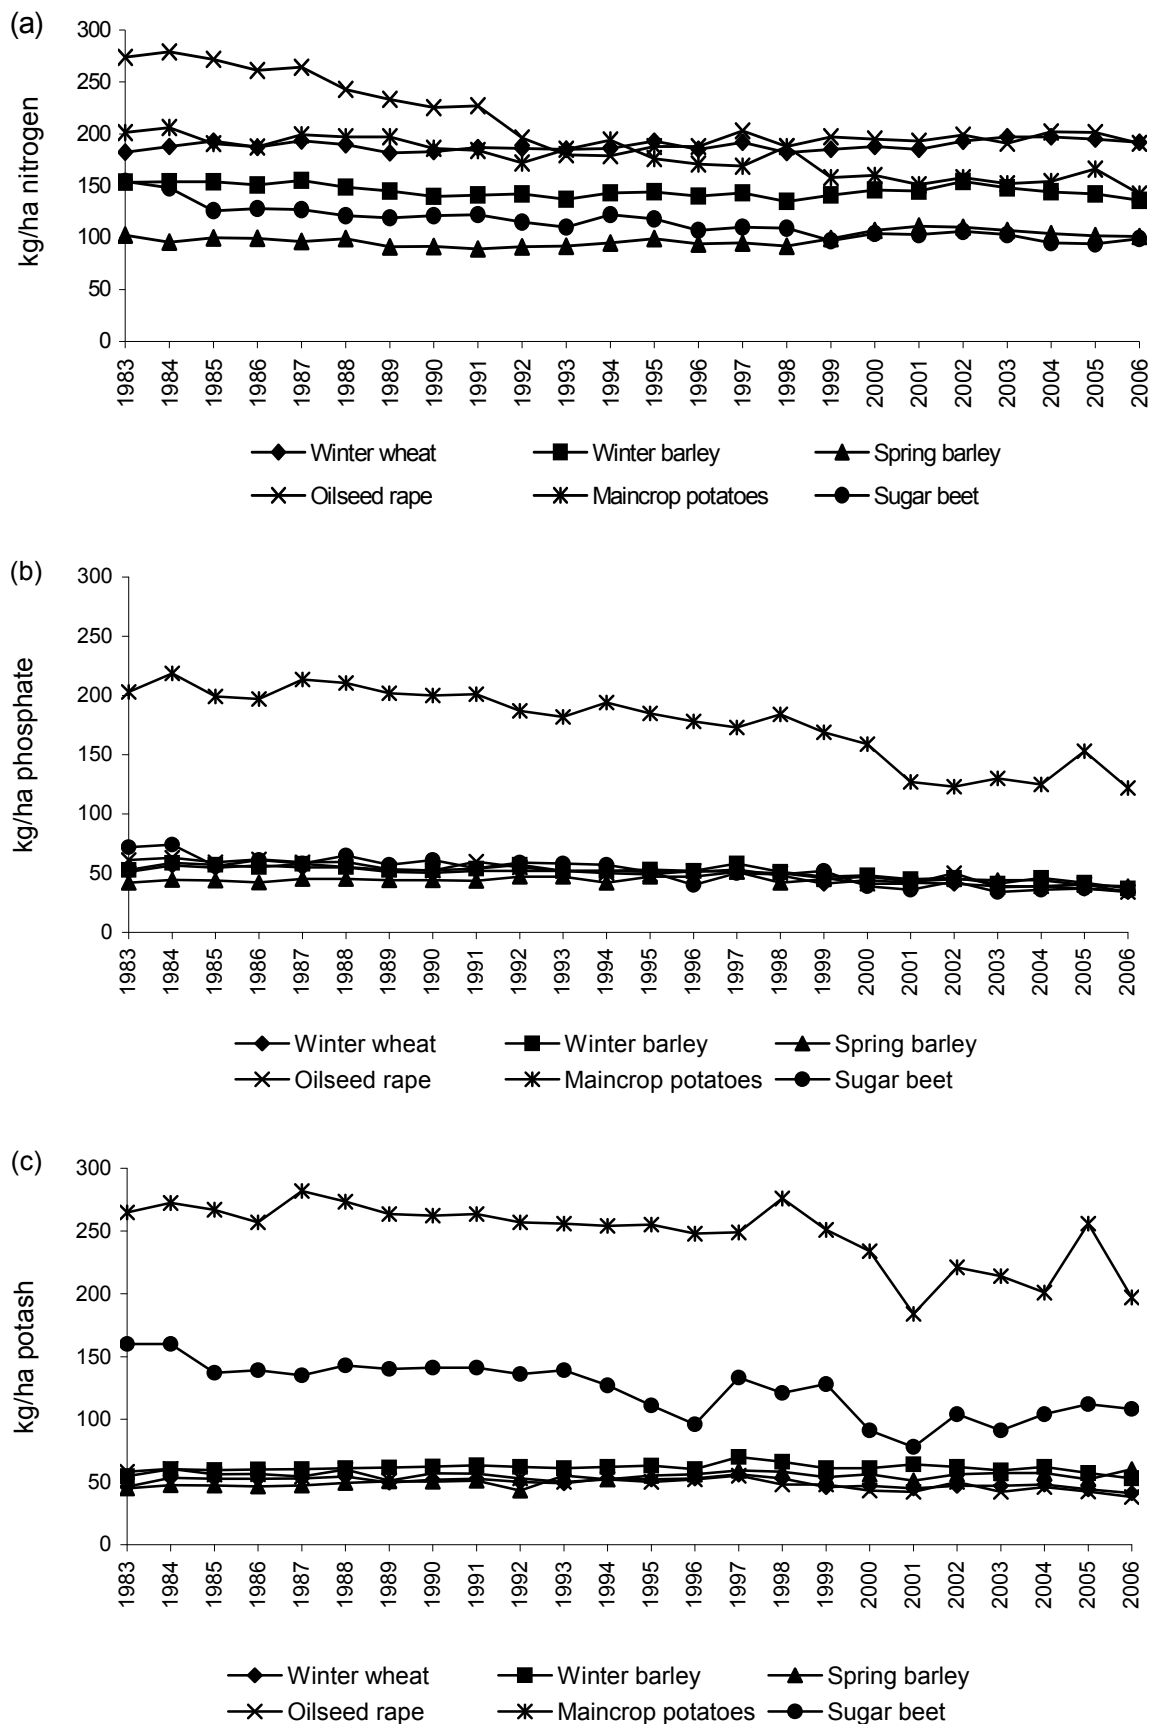 (a)
kg/ha nitrogen
300
250
200
150
100
50
0
1983 1984 1985 1986 1987 1988 1989 1990 1991 1992 1993 1994 1995 1996 1997 1998 1999 2000 2001 2002 2003 2004 2005 2006
Winter wheat Winter barley Spring barley
Oilseed rape Maincrop potatoes Sugar beet
(b)
kg/ha phosphate
300
250
200
150
100
50
0
1983 1984 1985 1986 1987 1988 1989 1990 1991 1992 1993 1994 1995 1996 1997 1998 1999 2000 2001 2002 2003 2004 2005 2006
Winter wheat Winter barley Spring barley
Oilseed rape Maincrop potatoes Sugar beet
(c)
kg/ha potash
300
250
200
150
100
50
0
1983 1984 1985 1986 1987 1988 1989 1990 1991 1992 1993 1994 1995 1996 1997 1998 1999 2000 2001 2002 2003 2004 2005 2006
Winter wheat Winter barley Spring barley
Oilseed rape Maincrop potatoes Sugar beet